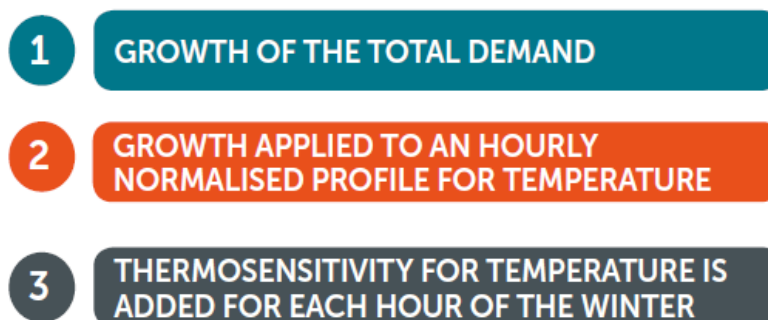 1 GROWTH OF THE TOTAL DEMAND
2 GROWTH APPLIED TO AN HOURLY
NORMALISED PROFILE FOR TEMPERATURE
3 THERMOSENSITIVITY FOR TEMPERATURE IS
ADDED FOR EACH HOUR OF THE WINTER